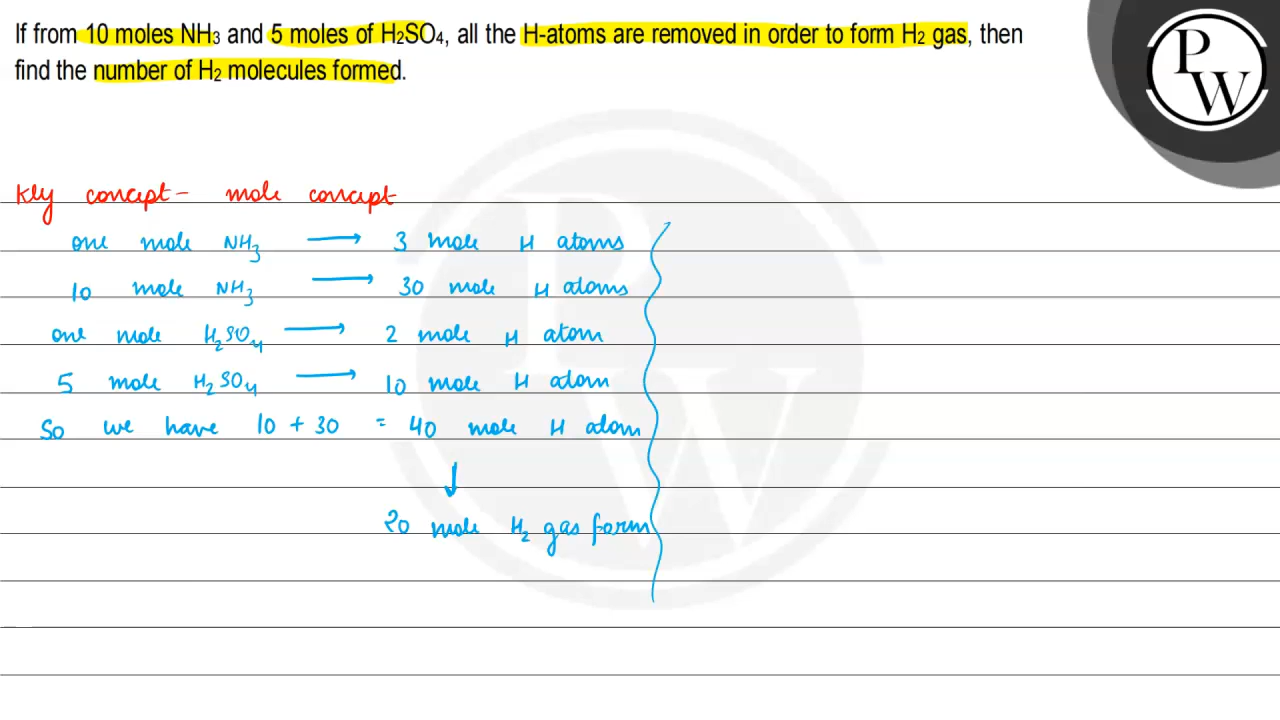 If from 10 moles NH3 and 5 moles of H2SO4, all the H-atoms are removed in order to form H2 gas, then
find the number of H2 molecules formed.
P
W
Key concept - mole concept
one mole NH3 → 3 mole H atoms
10 mole NH3 → 30 mole H atoms
one mole H2SO4 → 2 mole H atom
5 mole H2SO4 → 10 mole H atom
So we have 10 + 30 = 40 mole H atom
↓
20 mole H2 gas form